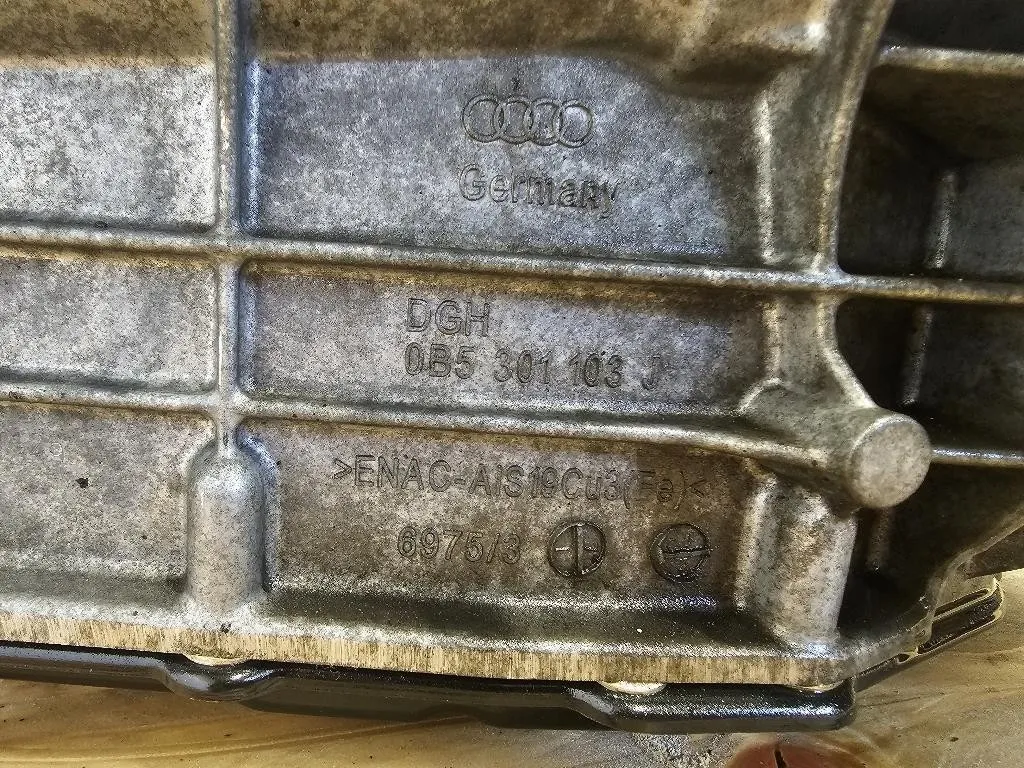 Germany
DGH
0B5 301 103 J
>ENAC-AlSi9Cu3(Fe)<
6975/3